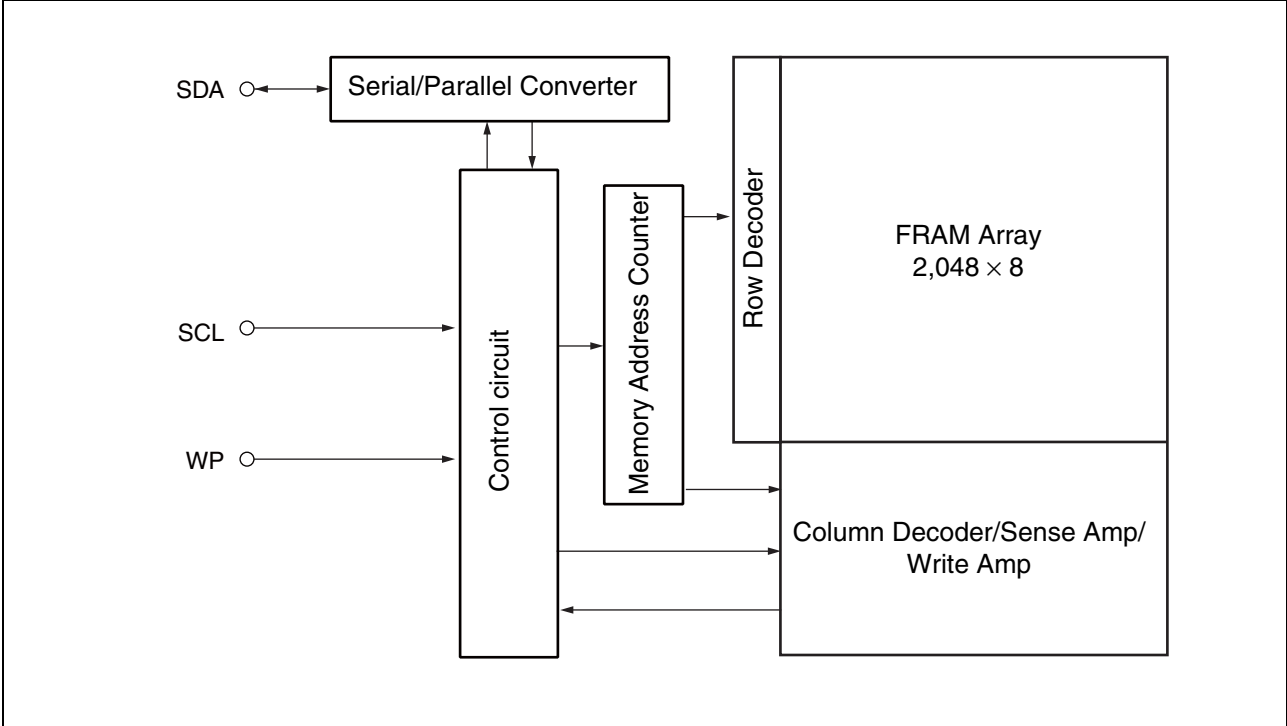 SDA
Serial/Parallel Converter
SCL
WP
Control circuit
Memory Address Counter
Row Decoder
FRAM Array
2,048 × 8
Column Decoder/Sense Amp/
Write Amp